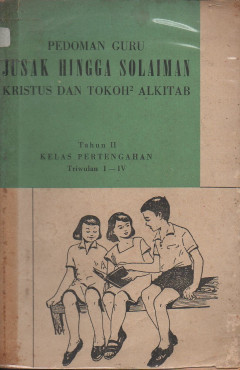 PEDOMAN GURU
JUSAK HINGGA SOLAIMAN
KRISTUS DAN TOKOH² ALKITAB
Tahun II
KELAS PERTENGAHAN
Triwulan I—IV